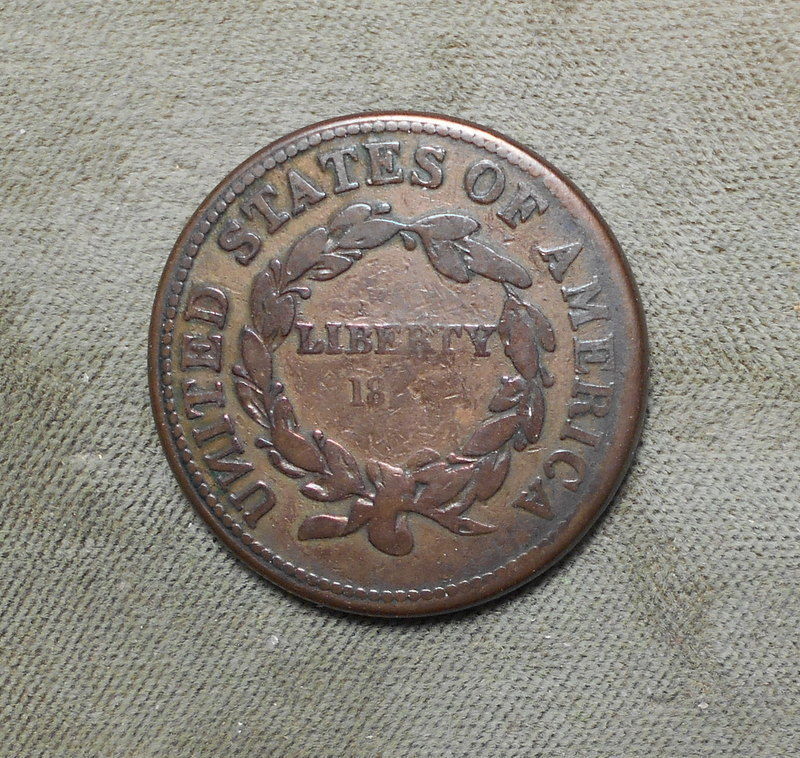 UNITED STATES OF AMERICA
LIBERTY
18